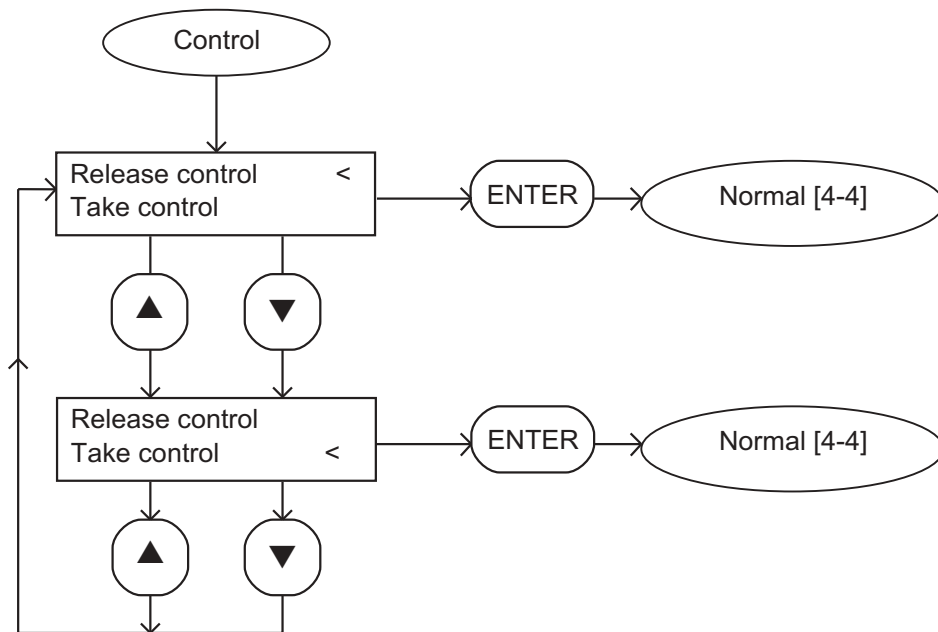 Control
Release control <
Take control
ENTER
Normal [4-4]
▲
▼
Release control
Take control <
ENTER
Normal [4-4]
▲
▼